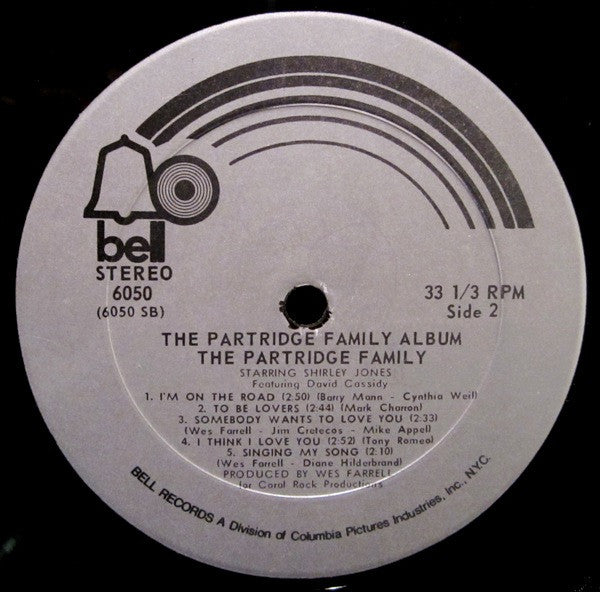 bell
STEREO
6050
(6050 SB)
33 1/3 RPM
Side 2
THE PARTRIDGE FAMILY ALBUM
THE PARTRIDGE FAMILY
STARRING SHIRLEY JONES
Featuring David Cassidy
1. I'M ON THE ROAD (2:50) (Barry Mann - Cynthia Weil)
2. TO BE LOVERS (2:44) (Mark Charron)
3. SOMEBODY WANTS TO LOVE YOU (2:33)
(Wes Farrell - Jim Cretecos - Mike Appel)
4. I THINK I LOVE YOU (2:52) (Tony Romeo)
5. SINGING MY SONG (2:10)
(Wes Farrell - Diane Hilderbrand)
PRODUCED BY WES FARRELL
for Coral Rock Productions
BELL RECORDS A Division of Columbia Pictures Industries, Inc., N.Y.C.